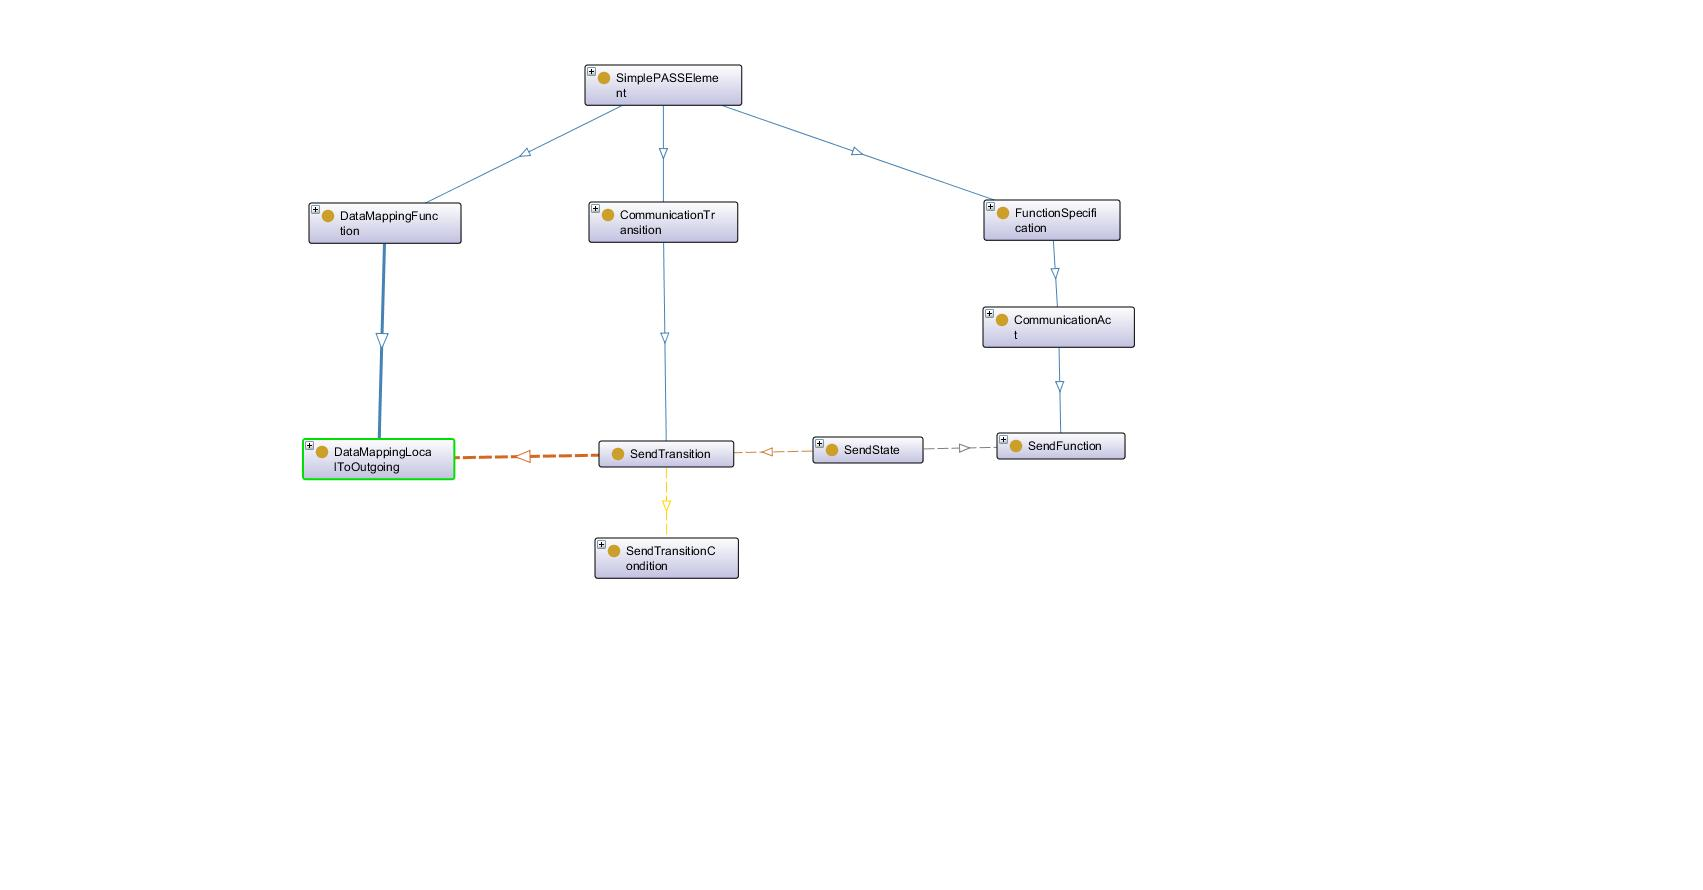 SimplePASSEleme
nt
DataMappingFunc
tion
CommunicationTr
ansition
FunctionSpecifi
cation
CommunicationAc
t
DataMappingLoca
lToOutgoing
SendTransition
SendState
SendFunction
SendTransitionC
ondition